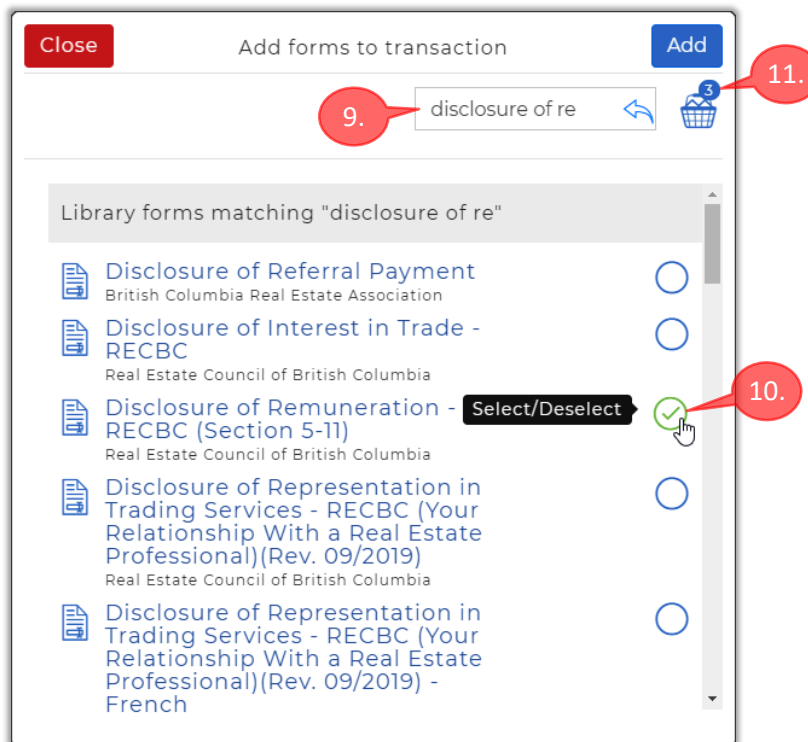 Close
Add forms to transaction
Add
11.
3
9.
disclosure of re
Library forms matching "disclosure of re"
Disclosure of Referral Payment
British Columbia Real Estate Association
Disclosure of Interest in Trade -
RECBC
Real Estate Council of British Columbia
Disclosure of Remuneration -
RECBC (Section 5-11)
Real Estate Council of British Columbia
Select/Deselect
10.
Disclosure of Representation in
Trading Services - RECBC (Your
Relationship With a Real Estate
Professional)(Rev. 09/2019)
Real Estate Council of British Columbia
Disclosure of Representation in
Trading Services - RECBC (Your
Relationship With a Real Estate
Professional)(Rev. 09/2019) -
French